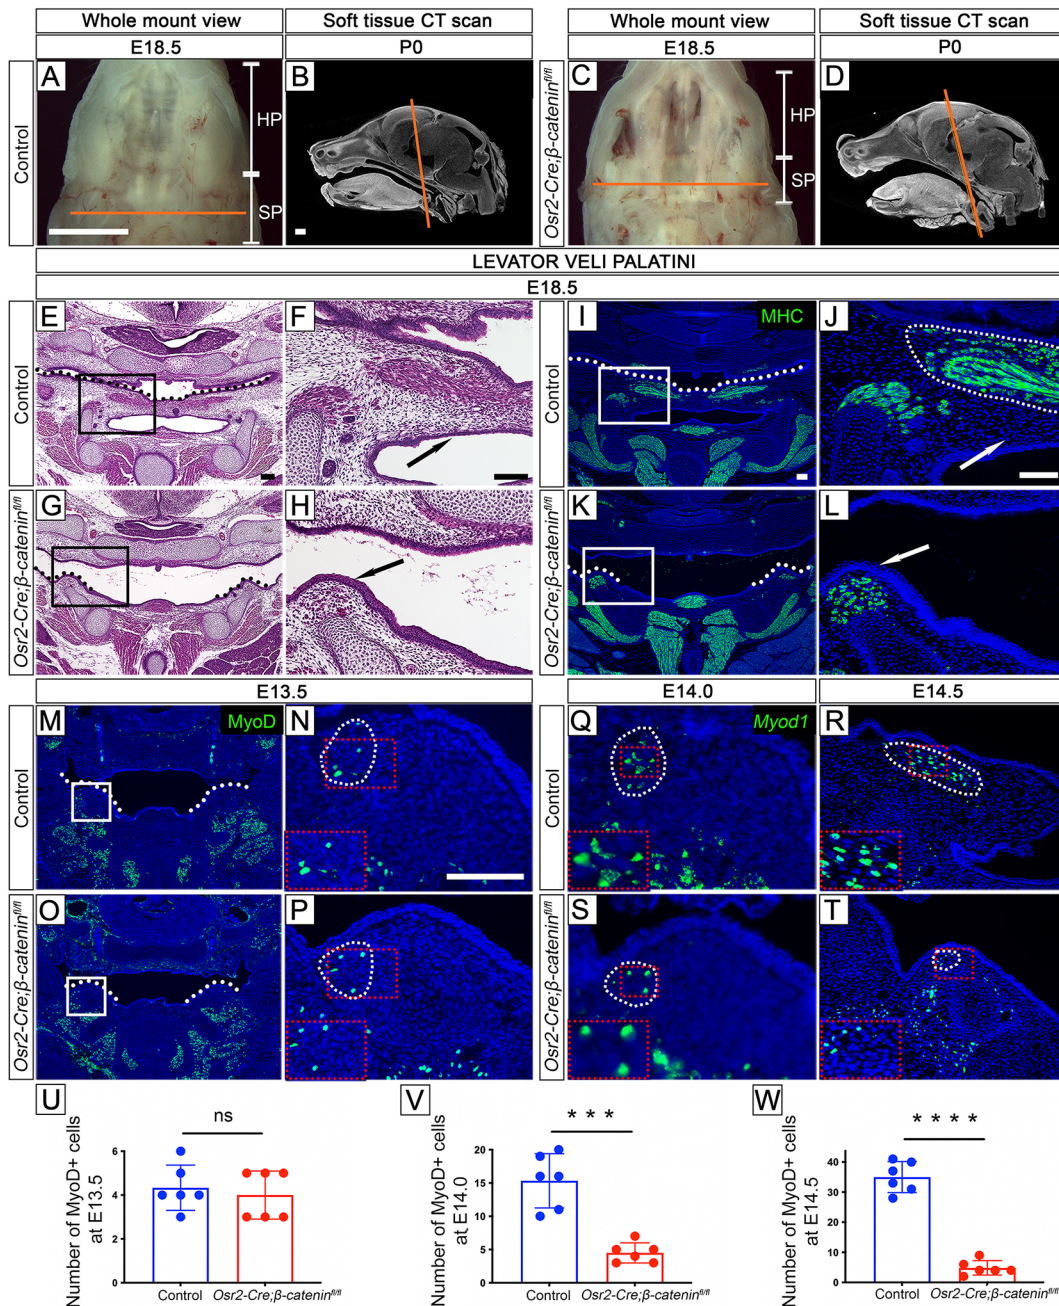 Whole mount view
Soft tissue CT scan
Whole mount view
Soft tissue CT scan
E18.5
P0
E18.5
P0
Control
A
HP
SP
B
Osr2-Cre;β-catenin^fl/fl
C
HP
SP
D
LEVATOR VELI PALATINI
E18.5
Control
E
F
Control
I
MHC
J
Osr2-Cre;β-catenin^fl/fl
G
H
Osr2-Cre;β-catenin^fl/fl
K
L
E13.5
E14.0
E14.5
Control
M
MyoD
N
Control
Q
Myod1
R
Osr2-Cre;β-catenin^fl/fl
O
P
Osr2-Cre;β-catenin^fl/fl
S
T
U
ns
Number of MyoD+ cells
at E13.5
6
4
2
0
Control
Osr2-Cre;β-catenin^fl/fl
V
* * *
Number of MyoD+ cells
at E14.0
20
15
10
5
0
Control
Osr2-Cre;β-catenin^fl/fl
W
* * * *
Number of MyoD+ cells
at E14.5
40
30
20
10
0
Control
Osr2-Cre;β-catenin^fl/fl